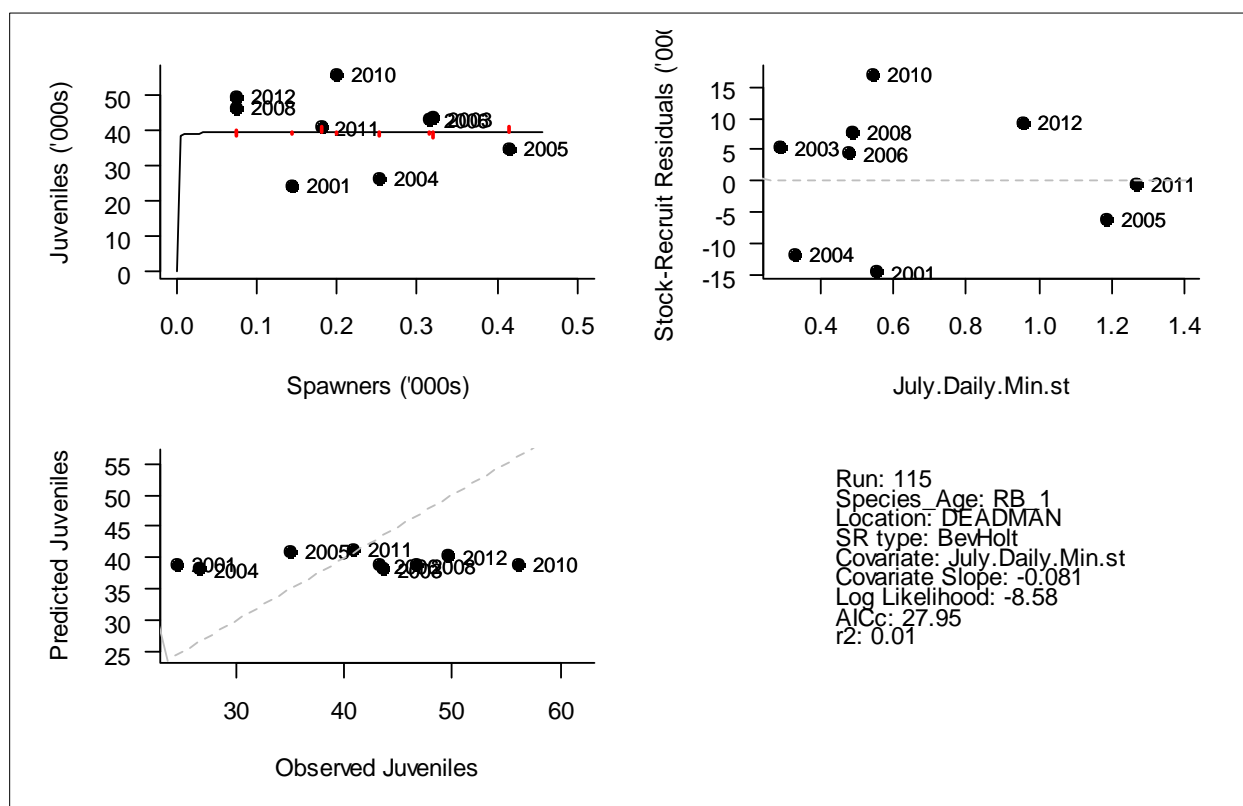 Juveniles ('000s)
50
40
30
20
10
0
2010
2012
2008
2011
2003
2006
2005
2001
2004
0.0 0.1 0.2 0.3 0.4 0.5
Spawners ('000s)
Stock-Recruit Residuals ('00
15
10
5
0
-5
-10
-15
2010
2012
2008
2003
2006
2011
2005
2004
2001
0.4 0.6 0.8 1.0 1.2 1.4
July.Daily.Min.st
Predicted Juveniles
55
50
45
40
35
30
25
2001
2004
2005
2011
2008
2012
2010
30 40 50 60
Observed Juveniles
Run: 115
Species_Age: RB_1
Location: DEADMAN
SR type: BevHolt
Covariate: July.Daily.Min.st
Covariate Slope: -0.081
Log Likelihood: -8.58
AICc: 27.95
r2: 0.01